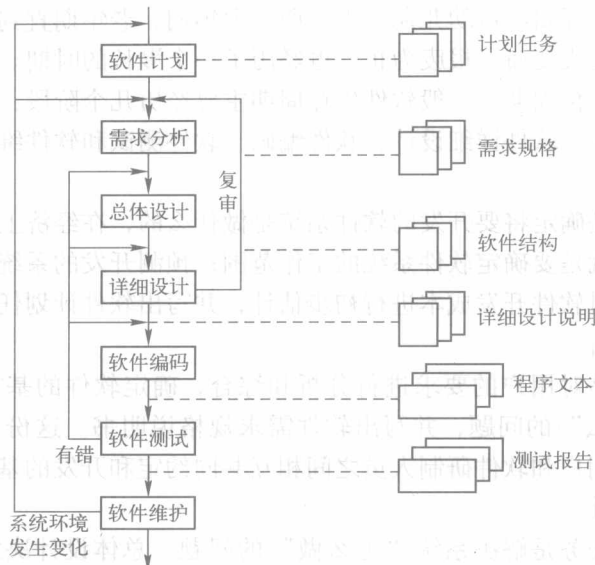 软件计划
计划任务
需求分析
需求规格
复审
总体设计
软件结构
详细设计
详细设计说明
软件编码
程序文本
有错
软件测试
测试报告
软件维护
系统环境
发生变化